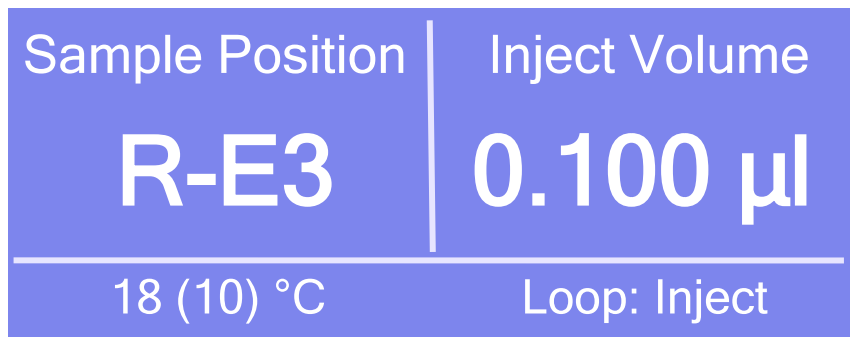 Sample Position
Inject Volume
R-E3
0.100 µl
18 (10) °C
Loop: Inject